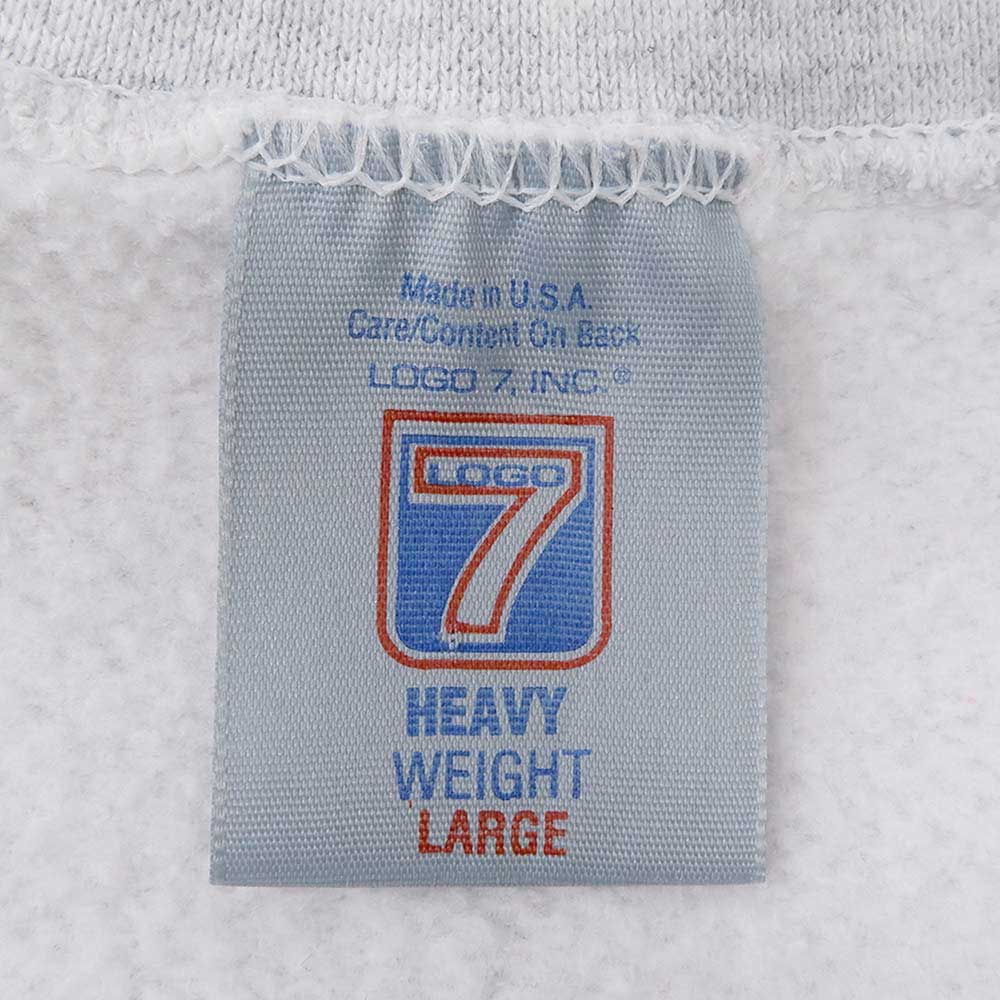 Made in U.S.A.
Care/Content On Back
LOGO 7, INC.®
LOGO
7
HEAVY
WEIGHT
LARGE